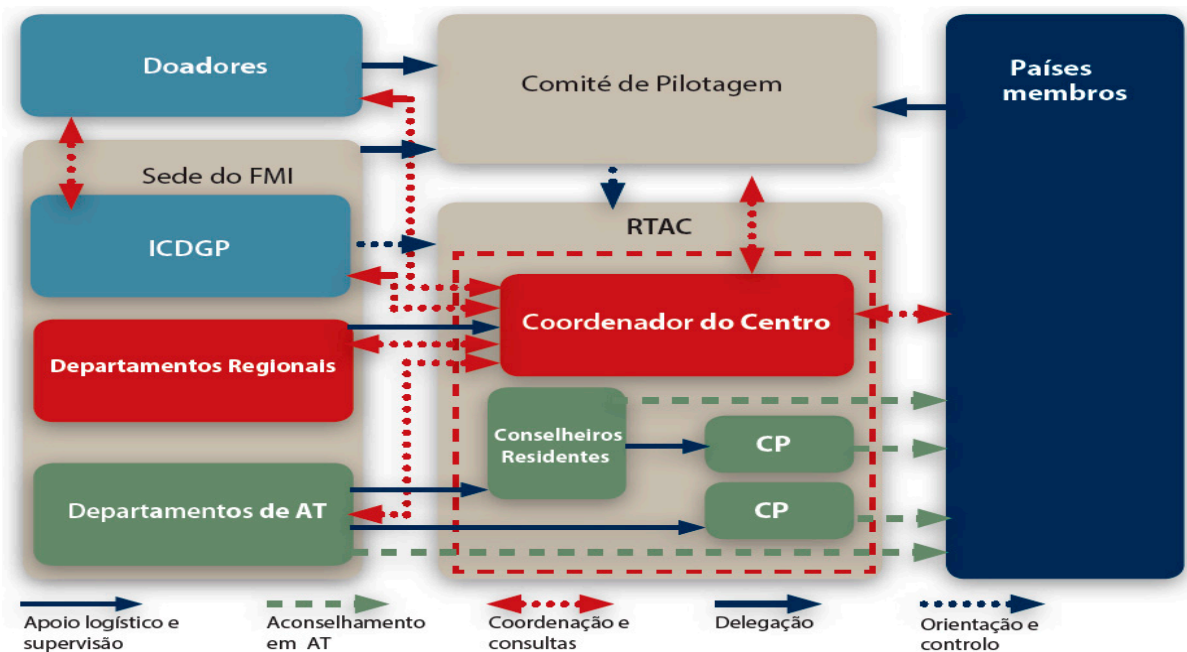 Doadores
Comité de Pilotagem
Países
membros
Sede do FMI
ICDGP
RTAC
Coordenador do Centro
Departamentos Regionais
Conselheiros
Residentes
CP
CP
Departamentos de AT
Apoio logístico e
supervisão
Aconselhamento
em AT
Coordenação e
consultas
Delegação
Orientação e
controlo